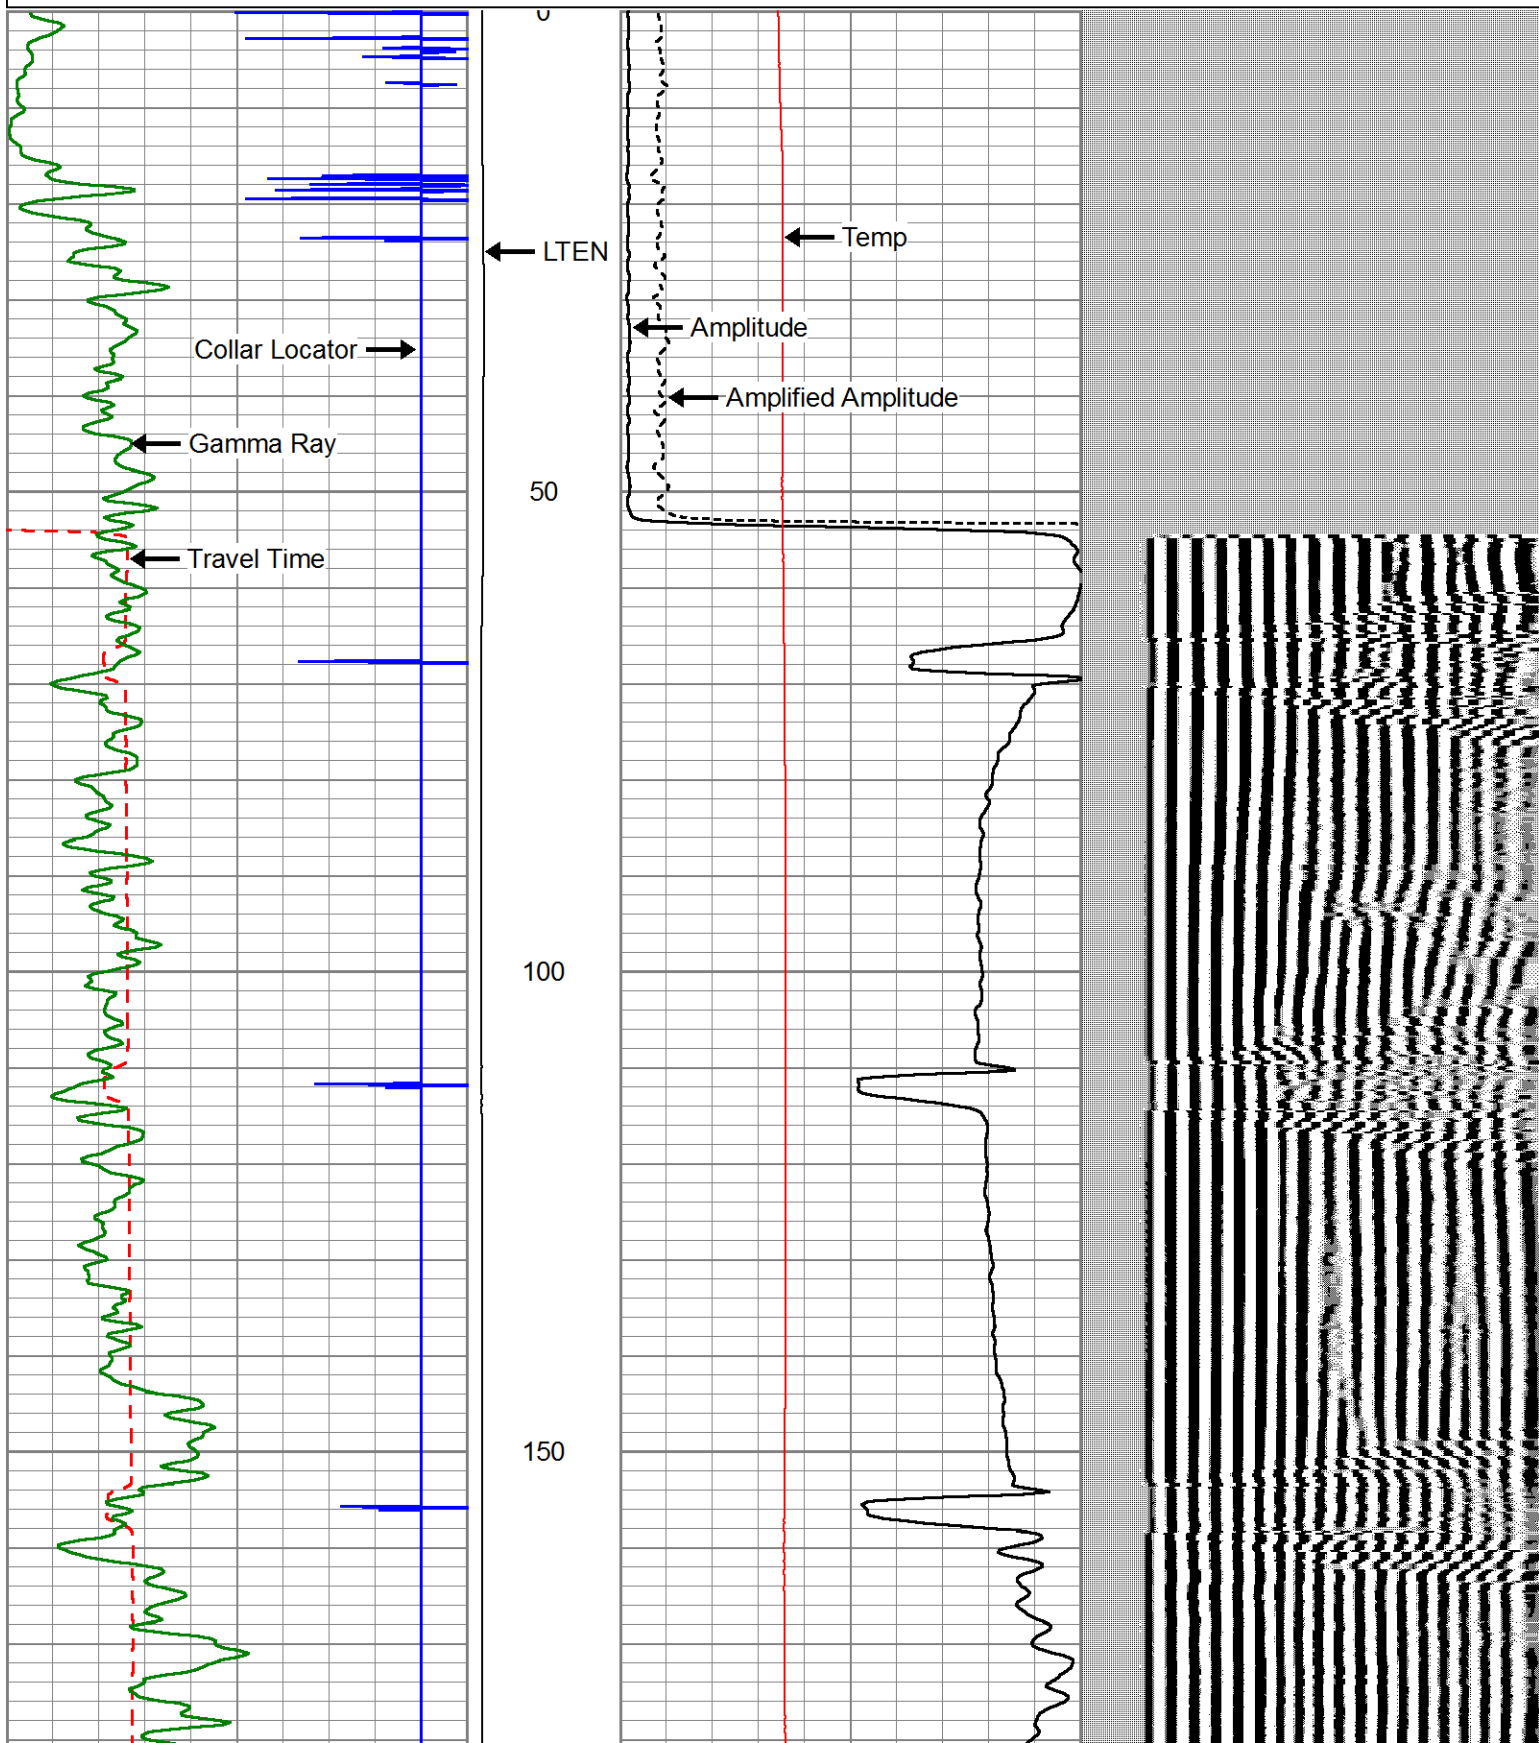 0
Temp
LTEN
Amplitude
Collar Locator
Amplified Amplitude
Gamma Ray
50
Travel Time
100
150